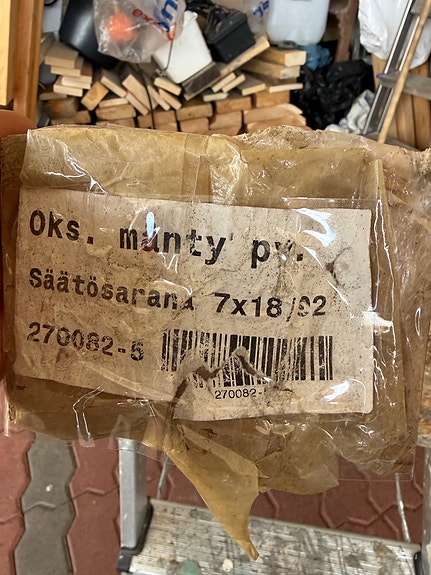 Oks. mänty pv.
Säätösarana 7x18/92
270082-5
270082-